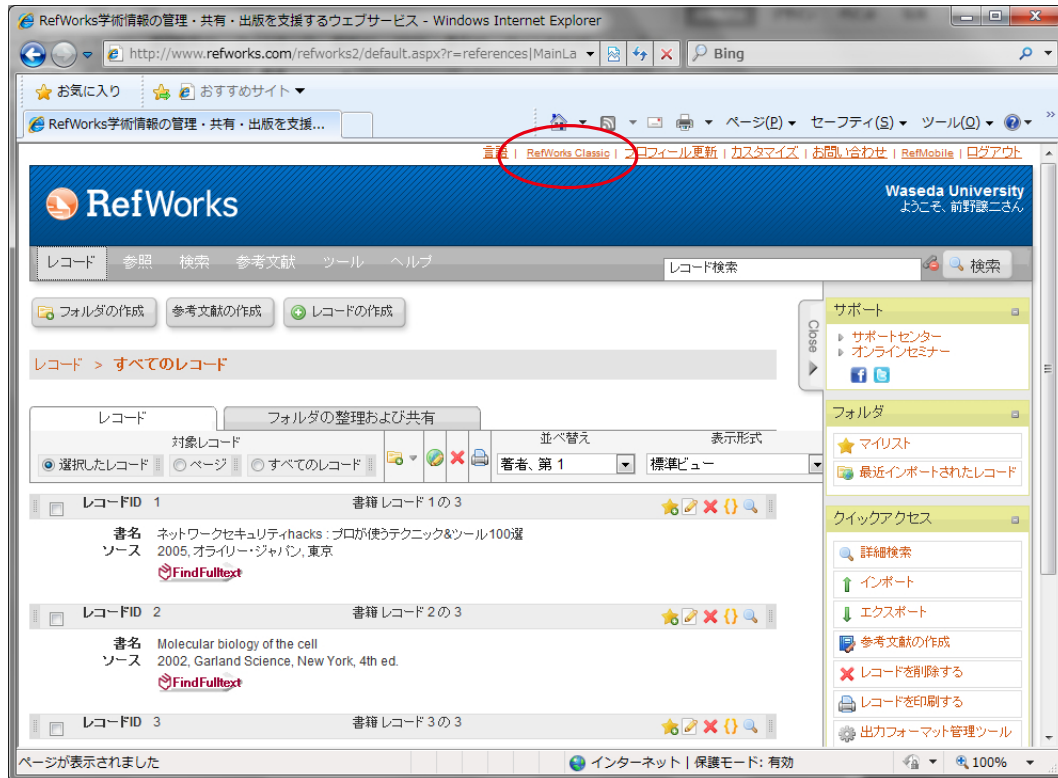 RefWorks学術情報の管理・共有・出版を支援するウェブサービス - Windows Internet Explorer
http://www.refworks.com/refworks2/default.aspx?r=references|MainLa
Bing
お気に入り おすすめサイト
RefWorks学術情報の管理・共有・出版を支援...
ページ(P) セーフティ(S) ツール(O)
言語 | RefWorks Classic | プロフィール更新 | カスタマイズ | お問い合わせ | RefMobile | ログアウト
RefWorks
Waseda University
ようこそ、前野譲二さん
レコード 参照 検索 参考文献 ツール ヘルプ
レコード検索 検索
フォルダの作成 参考文献の作成 レコードの作成
Close
レコード > すべてのレコード
レコード フォルダの整理および共有
対象レコード 並べ替え 表示形式
選択したレコード ページ すべてのレコード 著者、第 1 標準ビュー
レコードID 1 書籍 レコード 1 の 3
書名 ネットワークセキュリティhacks : プロが使うテクニック&ツール100選
ソース 2005, オライリー・ジャパン, 東京
FindFulltext
レコードID 2 書籍 レコード 2 の 3
書名 Molecular biology of the cell
ソース 2002, Garland Science, New York, 4th ed.
FindFulltext
レコードID 3 書籍 レコード 3 の 3
サポート
サポートセンター
オンラインセミナー
フォルダ
マイリスト
最近インポートされたレコード
クイックアクセス
詳細検索
インポート
エクスポート
参考文献の作成
レコードを削除する
レコードを印刷する
出力フォーマット管理ツール
ページが表示されました インターネット | 保護モード: 有効 100%